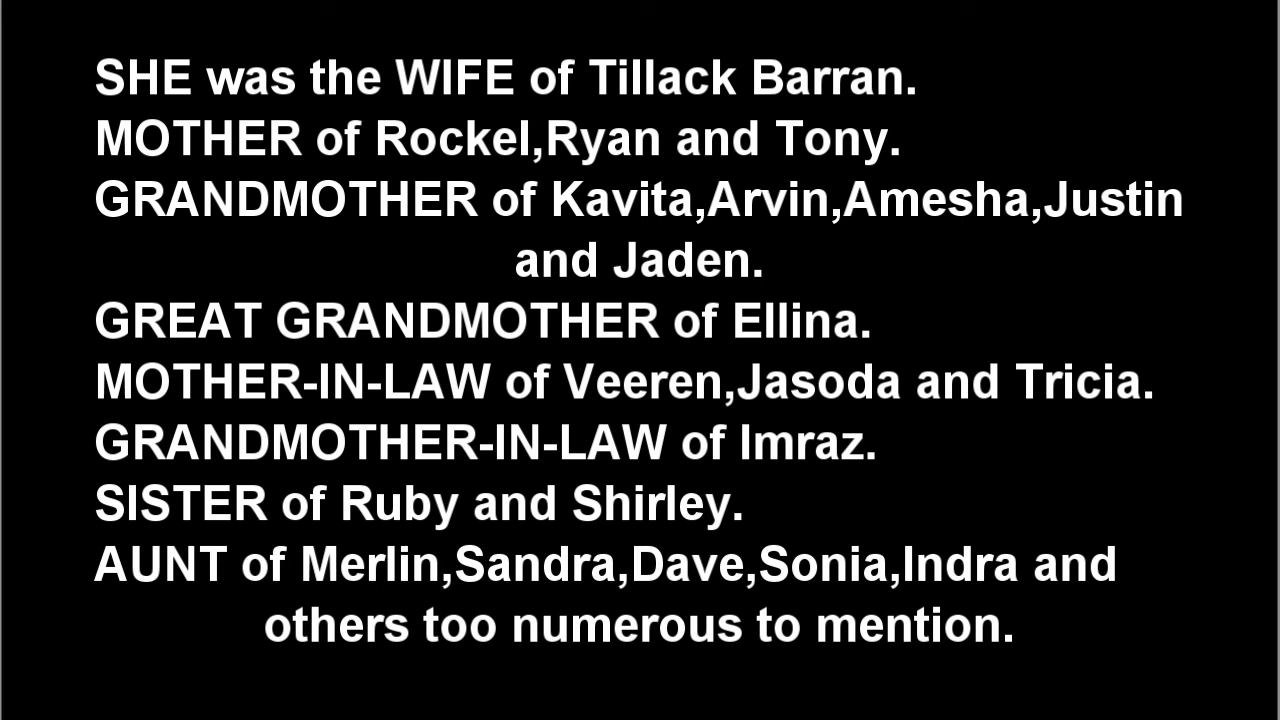 SHE was the WIFE of Tillack Barran.
MOTHER of Rockel,Ryan and Tony.
GRANDMOTHER of Kavita,Arvin,Amesha,Justin
and Jaden.
GREAT GRANDMOTHER of Ellina.
MOTHER-IN-LAW of Veeren,Jasoda and Tricia.
GRANDMOTHER-IN-LAW of Imraz.
SISTER of Ruby and Shirley.
AUNT of Merlin,Sandra,Dave,Sonia,Indra and
others too numerous to mention.